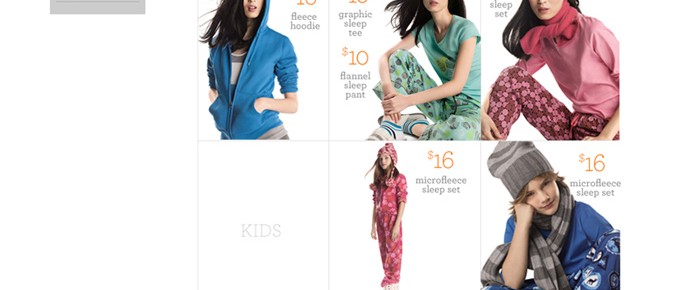 fleece
hoodie
graphic
sleep
tee
$10
flannel
sleep
pant
sleep
set
KIDS
$16
microfleece
sleep set
$16
microfleece
sleep set